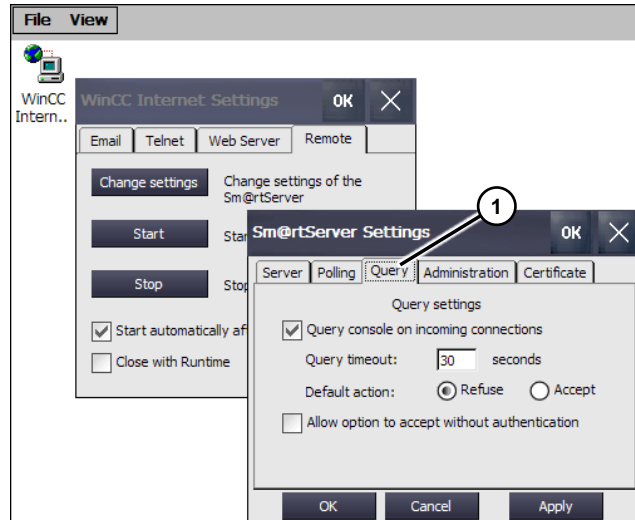 File View
WinCC
Intern..
WinCC Internet Settings OK
Email Telnet Web Server Remote
Change settings Change settings of the
Sm@rtServer
Start Star
Stop Stop
Start automatically af
Close with Runtime
1
Sm@rtServer Settings OK
Server Polling Query Administration Certificate
Query settings
Query console on incoming connections
Query timeout: 30 seconds
Default action: Refuse Accept
Allow option to accept without authentication
OK Cancel Apply